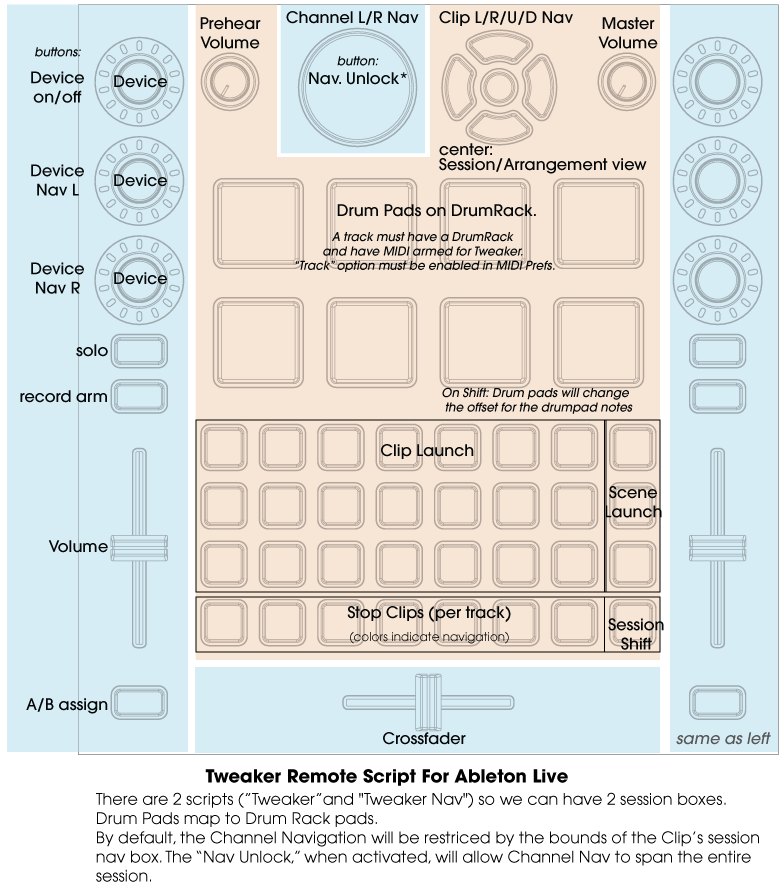 Prehear
Volume
Channel L/R Nav
Clip L/R/U/D Nav
Master
Volume
buttons:
Device
on/off
Device
button:
Nav. Unlock*
center:
Session/Arrangement view
Device
Nav L
Device
Drum Pads on DrumRack.
A track must have a DrumRack
and have MIDI armed for Tweaker.
"Track" option must be enabled in MIDI Prefs.
Device
Nav R
Device
solo
record arm
On Shift: Drum pads will change
the offset for the drumpad notes
Clip Launch
Scene
Launch
Volume
Stop Clips (per track)
(colors indicate navigation)
Session
Shift
A/B assign
Crossfader
same as left
Tweaker Remote Script For Ableton Live
There are 2 scripts ("Tweaker"and "Tweaker Nav") so we can have 2 session boxes.
Drum Pads map to Drum Rack pads.
By default, the Channel Navigation will be restriced by the bounds of the Clip's session
nav box. The "Nav Unlock," when activated, will allow Channel Nav to span the entire
session.